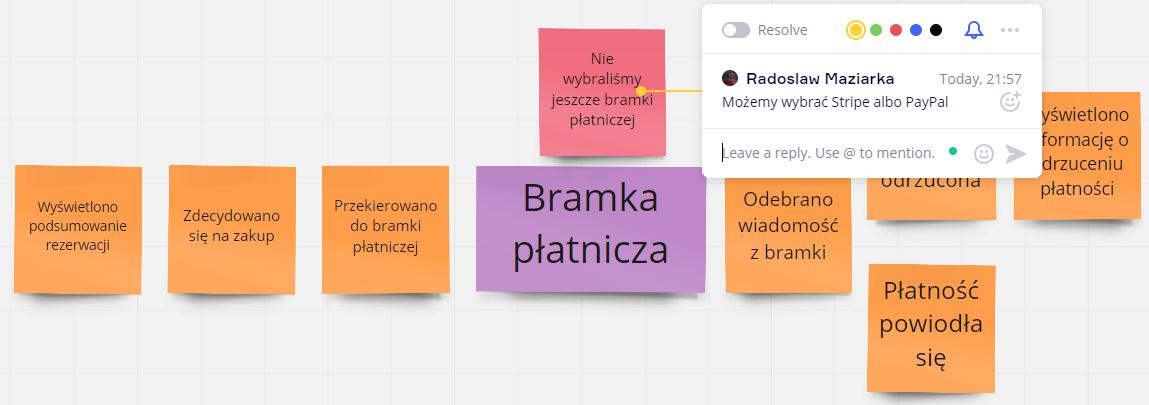 Nie
wybraliśmy
jeszcze bramki
płatniczej
Resolve
Radoslaw Maziarka
Today, 21:57
Możemy wybrać Stripe albo PayPal
Leave a reply. Use @ to mention.
Wyświetlono
podsumowanie
rezerwacji
Zdecydowano
się na zakup
Przekierowano
do bramki
płatniczej
Bramka
płatnicza
Odebrano
wiadomość
z bramki
odrzucona
yświetlono
formację o
drzuceniu
płatności
Płatność
powiodła
się